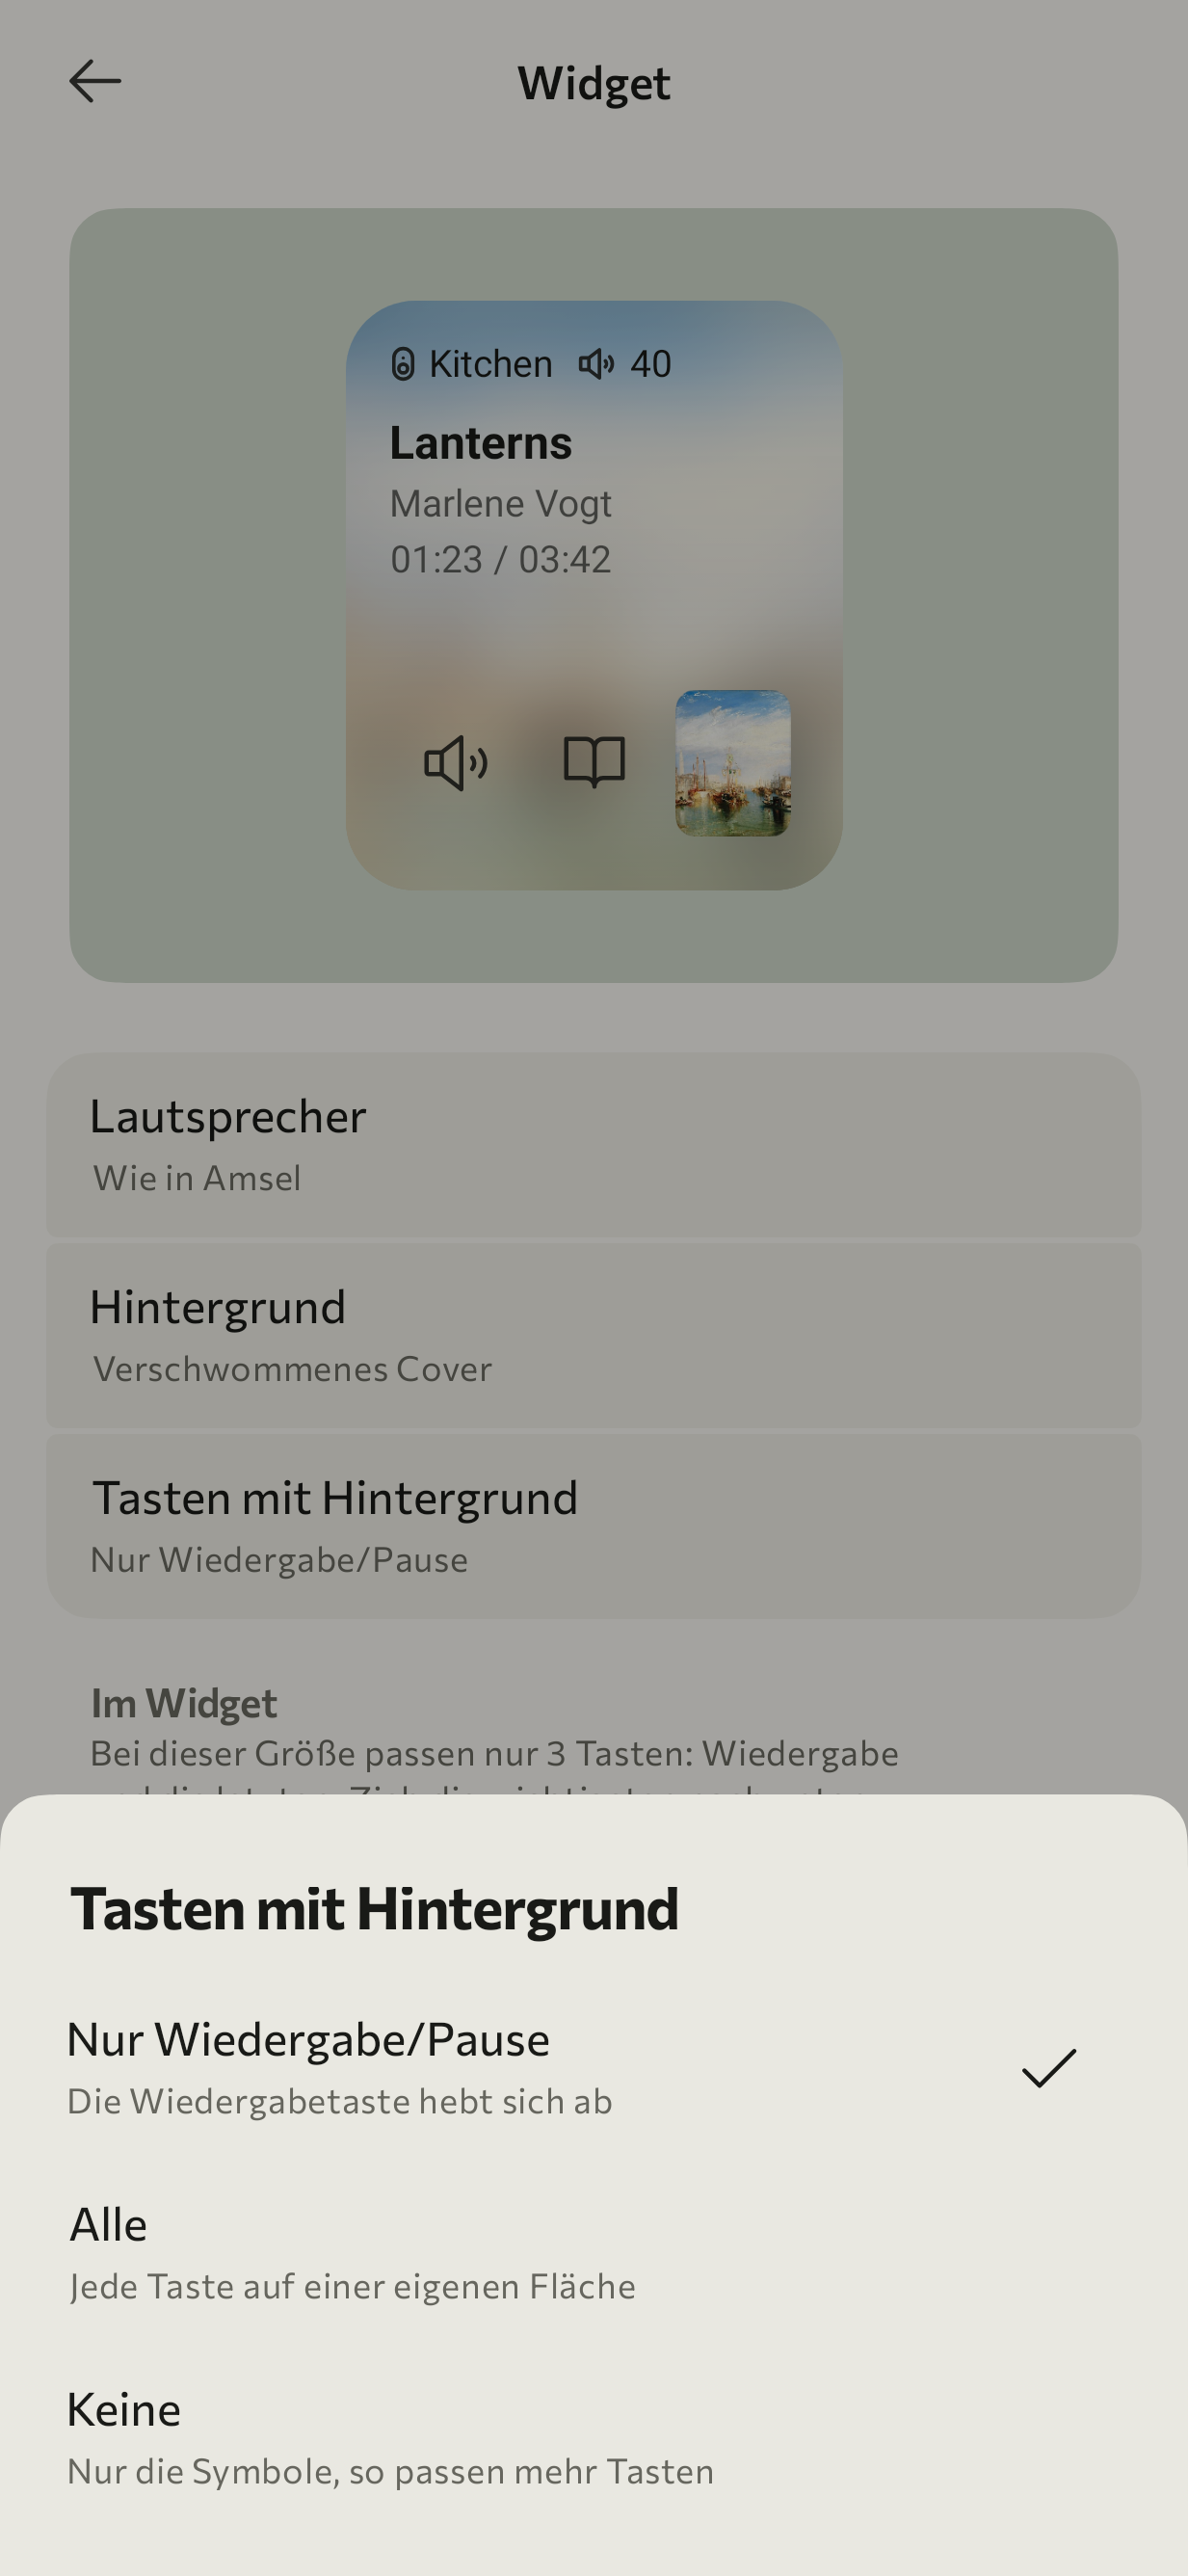 Widget
Kitchen 40
Lanterns
Marlene Vogt
01:23 / 03:42
Lautsprecher
Wie in Amsel
Hintergrund
Verschwommenes Cover
Tasten mit Hintergrund
Nur Wiedergabe/Pause
Im Widget
Bei dieser Größe passen nur 3 Tasten: Wiedergabe
Tasten mit Hintergrund
Nur Wiedergabe/Pause
Die Wiedergabetaste hebt sich ab
Alle
Jede Taste auf einer eigenen Fläche
Keine
Nur die Symbole, so passen mehr Tasten